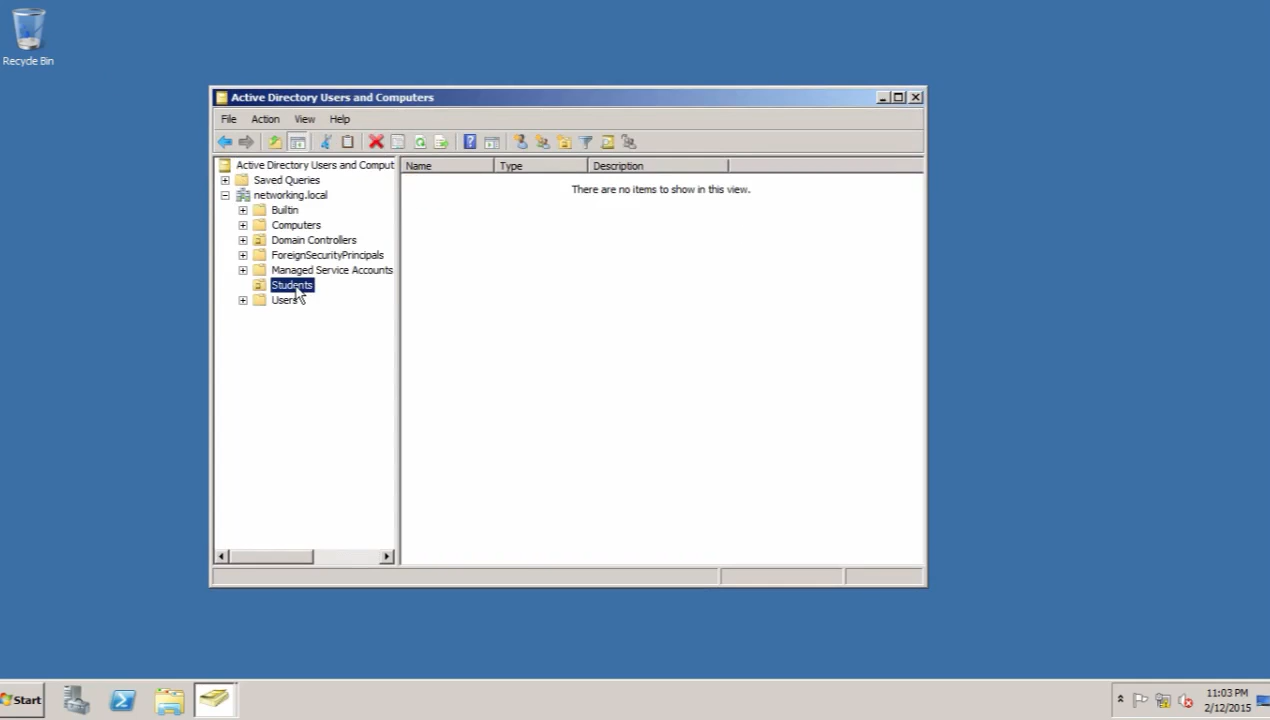 Recycle Bin
Active Directory Users and Computers
File Action View Help
Active Directory Users and Comput
Saved Queries
networking.local
Builtin
Computers
Domain Controllers
ForeignSecurityPrincipals
Managed Service Accounts
Students
Users
Name Type Description
There are no items to show in this view.
Start
11:03 PM
2/12/2015